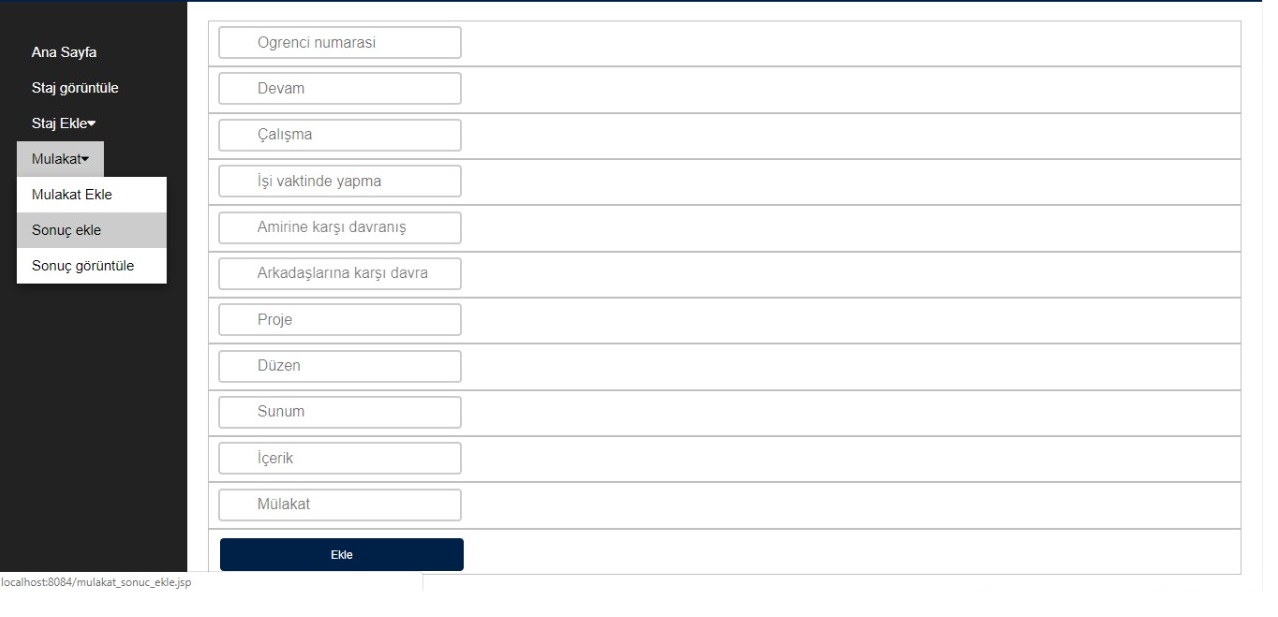 Ana Sayfa
Staj görüntüle
Staj Ekle
Mulakat
Mulakat Ekle
Sonuç ekle
Sonuç görüntüle
Ogrenci numarasi
Devam
Çalışma
İşi vaktinde yapma
Amirine karşı davranış
Arkadaşlarına karşı davra
Proje
Düzen
Sunum
İçerik
Mülakat
Ekle
localhost:8084/mulakat_sonuc_ekle.jsp